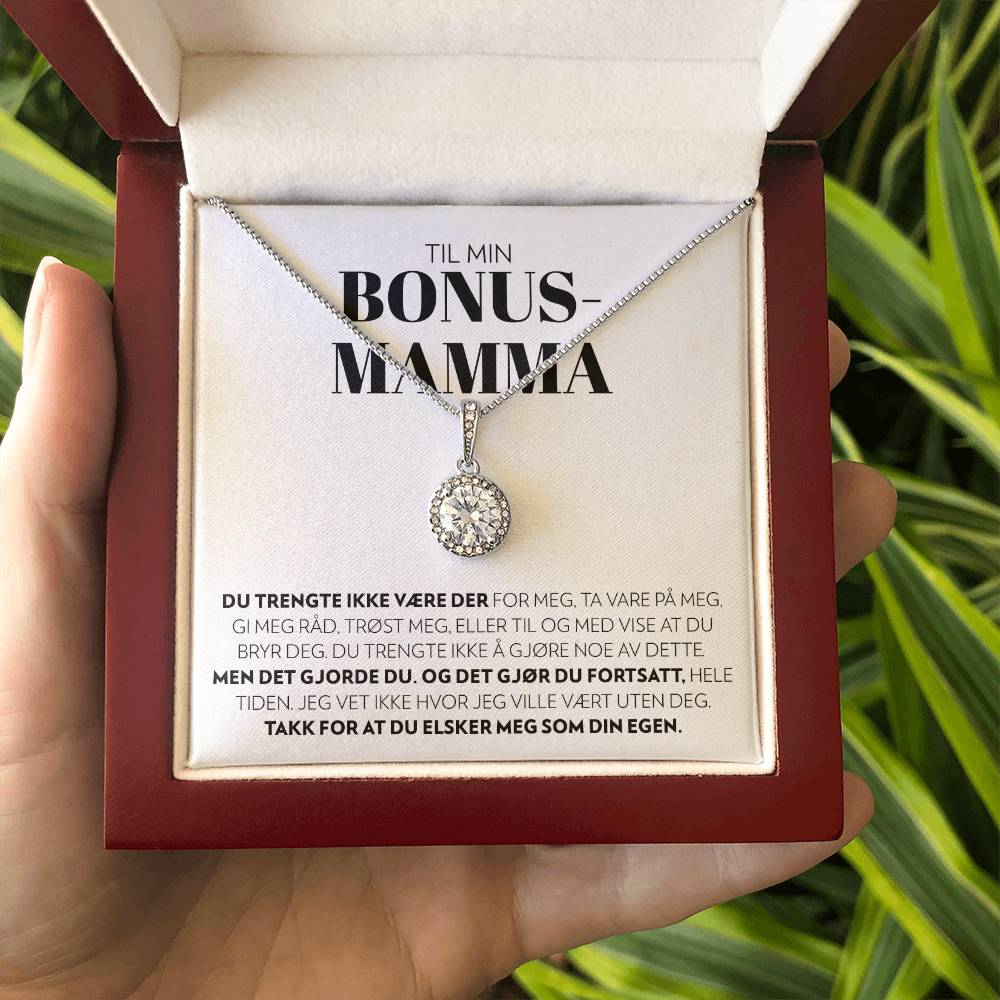 TIL MIN
BONUS-
MAMMA
DU TRENGTE IKKE VÆRE DER FOR MEG, TA VARE PÅ MEG,
GI MEG RÅD, TRØST MEG, ELLER TIL OG MED VISE AT DU
BRYR DEG. DU TRENGTE IKKE Å GJØRE NOE AV DETTE.
MEN DET GJORDE DU. OG DET GJØR DU FORTSATT, HELE
TIDEN. JEG VET IKKE HVOR JEG VILLE VÆRT UTEN DEG.
TAKK FOR AT DU ELSKER MEG SOM DIN EGEN.